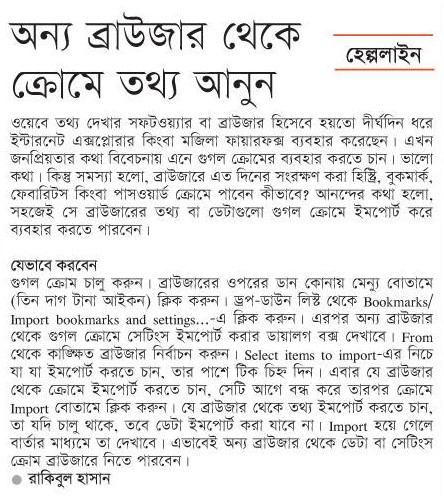 অন্য ব্রাউজার থেকে
ক্রোমে তথ্য আনুন
হেল্পলাইন
ওয়েবে তথ্য দেখার সফটওয়্যার বা ব্রাউজার হিসেবে হয়তো দীর্ঘদিন ধরে
ইন্টারনেট এক্সপ্লোরার কিংবা মজিলা ফায়ারফক্স ব্যবহার করেছেন। এখন
জনপ্রিয়তার কথা বিবেচনায় এনে গুগল ক্রোমের ব্যবহার করতে চান। ভালো
কথা। কিন্তু সমস্যা হলো, ব্রাউজারে এত দিনের সংরক্ষণ করা হিস্ট্রি, বুকমার্ক,
ফেবারিটস কিংবা পাসওয়ার্ড ক্রোমে পাবেন কীভাবে? আনন্দের কথা হলো,
সহজেই সে ব্রাউজারের তথ্য বা ডেটাগুলো গুগল ক্রোমে ইমপোর্ট করে
ব্যবহার করতে পারবেন।
যেভাবে করবেন
গুগল ক্রোম চালু করুন। ব্রাউজারের ওপরের ডান কোনায় মেন্যু বোতামে
(তিন দাগ টানা আইকন) ক্লিক করুন। ড্রপ-ডাউন লিস্ট থেকে Bookmarks/
Import bookmarks and settings...-এ ক্লিক করুন। এরপর অন্য ব্রাউজার
থেকে গুগল ক্রোমে সেটিংস ইমপোর্ট করার ডায়ালগ বক্স দেখাবে। From
থেকে কাঙ্ক্ষিত ব্রাউজার নির্বাচন করুন। Select items to import-এর নিচে
যা যা ইমপোর্ট করতে চান, তার পাশে টিক চিহ্ন দিন। এবার যে ব্রাউজার
থেকে ক্রোমে ইমপোর্ট করতে চান, সেটি আগে বন্ধ করে তারপর ক্রোমে
Import বোতামে ক্লিক করুন। যে ব্রাউজার থেকে তথ্য ইমপোর্ট করতে চান,
তা যদি চালু থাকে, তবে ডেটা ইমপোর্ট করা যাবে না। Import হয়ে গেলে
বার্তার মাধ্যমে তা দেখাবে। এভাবেই অন্য ব্রাউজার থেকে ডেটা বা সেটিংস
ক্রোম ব্রাউজারে নিতে পারবেন।
● রাকিবুল হাসান